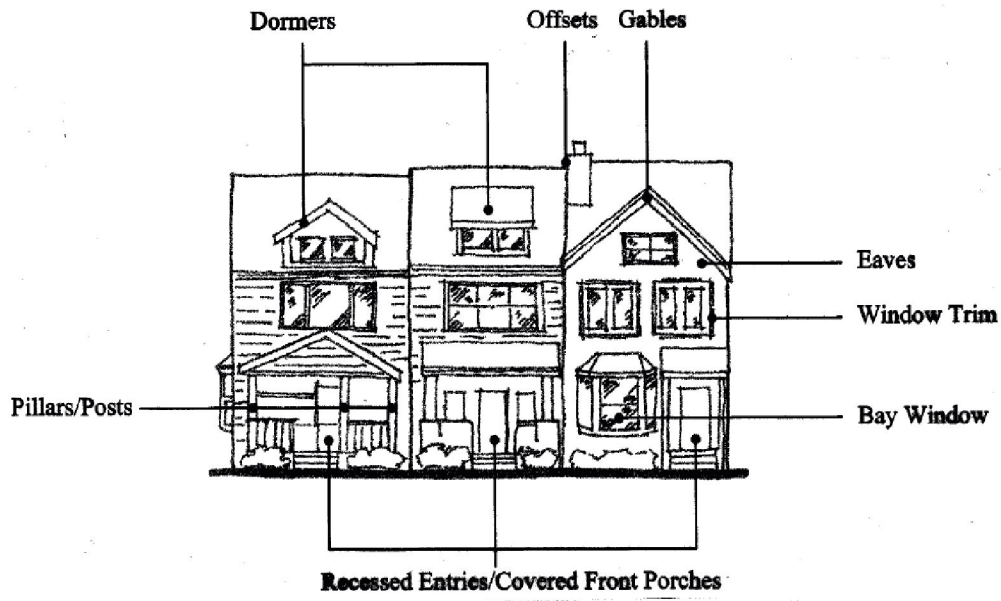 Dormers
Offsets Gables
Eaves
Window Trim
Pillars/Posts
Bay Window
Recessed Entries/Covered Front Porches